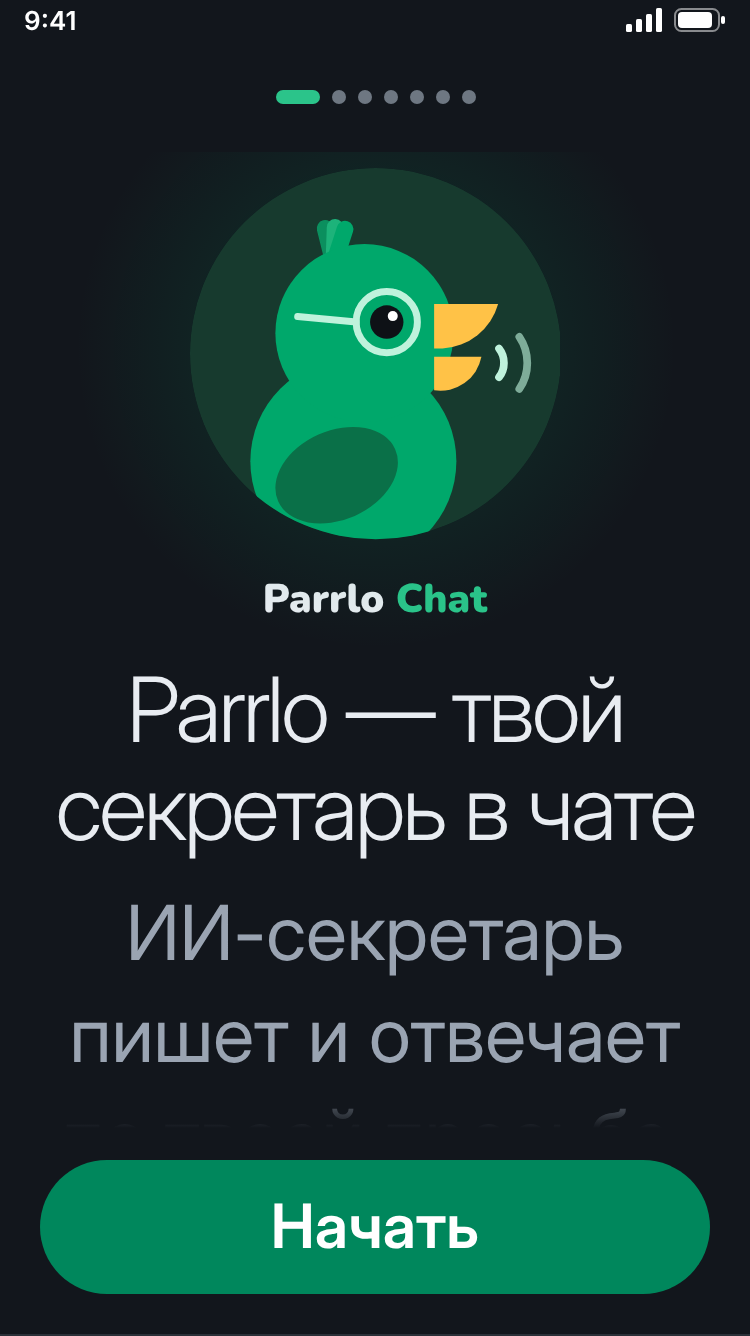 9:41
Parrlo Chat
Parrlo — твой
секретарь в чате
ИИ-секретарь
пишет и отвечает
Начать